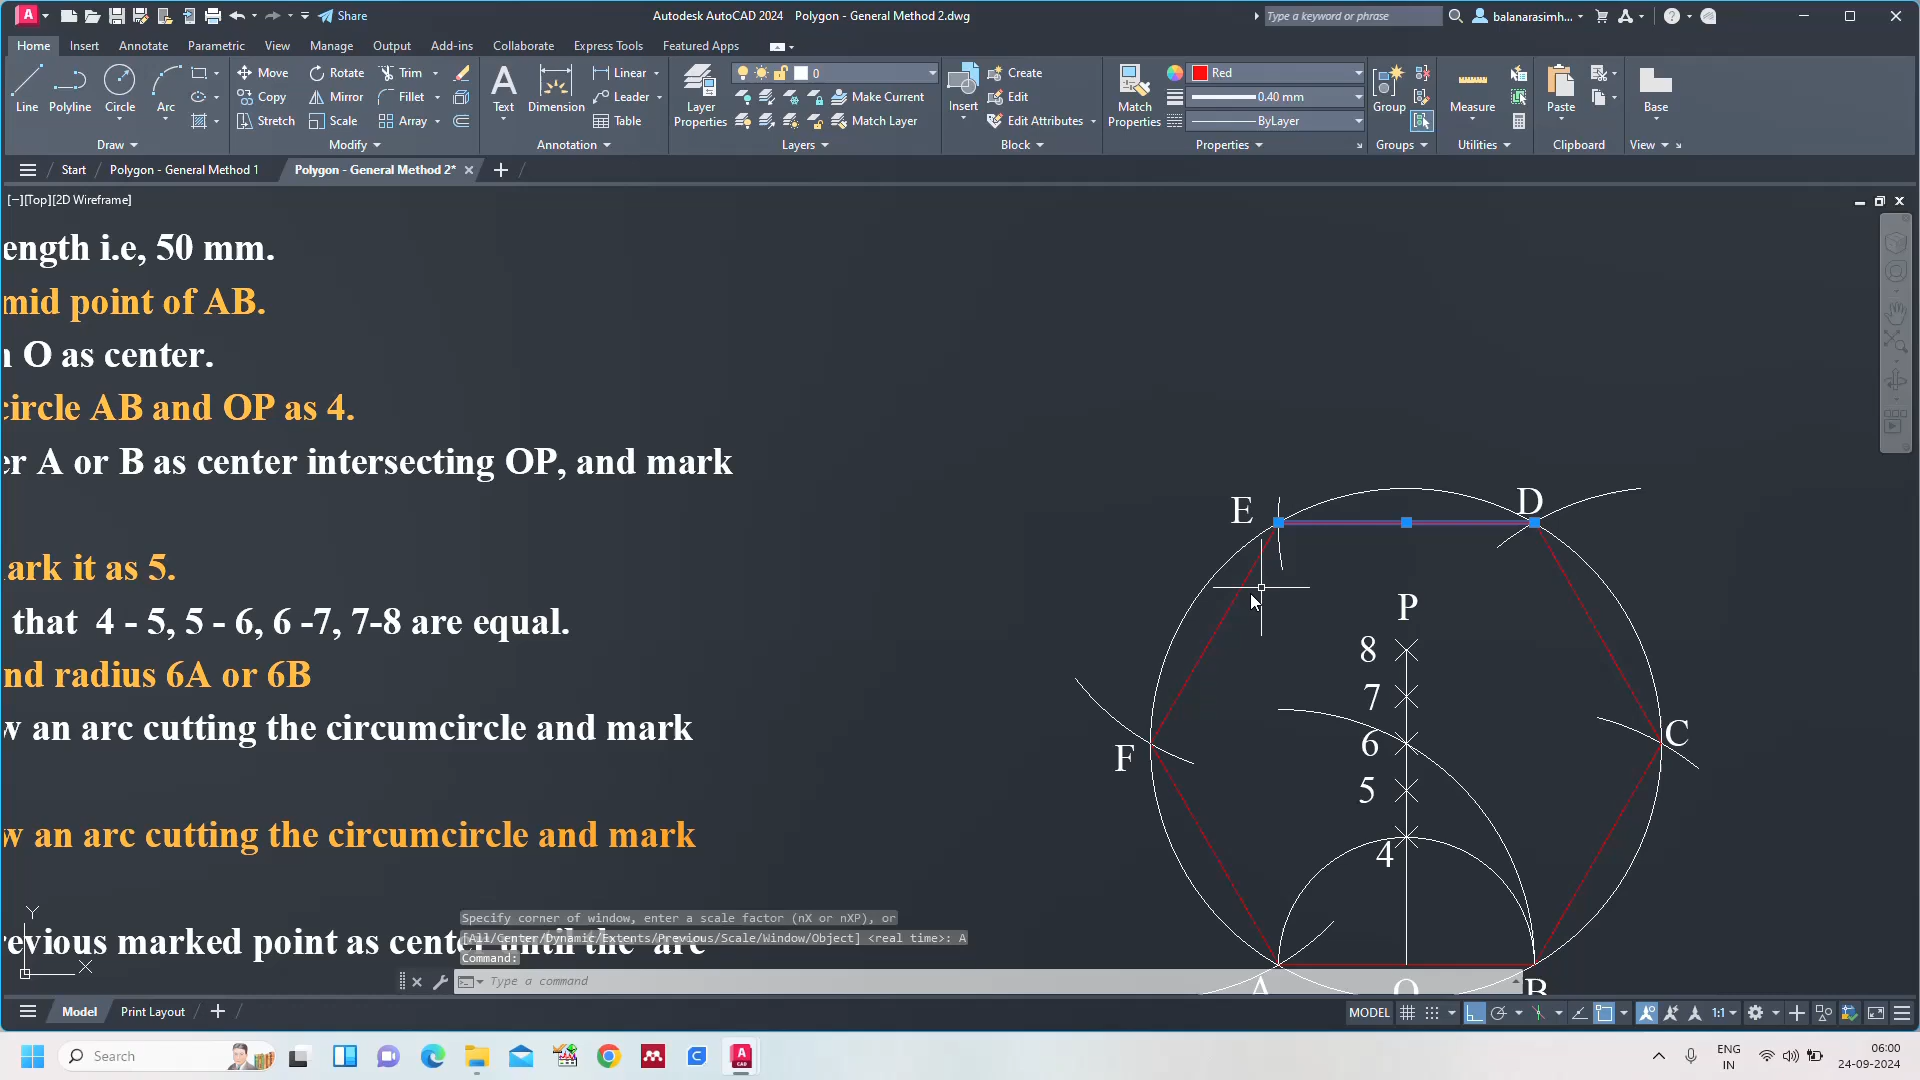 Share
Autodesk AutoCAD 2024 Polygon - General Method 2.dwg
Type a keyword or phrase
balanarasimh...
Home Insert Annotate Parametric View Manage Output Add-ins Collaborate Express Tools Featured Apps
Line Polyline Circle Arc
Move Rotate Trim
Copy Mirror Fillet
Stretch Scale Array
Text Dimension
Linear
Leader
Table
Layer Properties
0
Make Current
Match Layer
Insert
Create
Edit
Edit Attributes
Match Properties
Red
0.40 mm
ByLayer
Group Measure Paste Base
Draw Modify Annotation Layers Block Properties Groups Utilities Clipboard View
Start Polygon - General Method 1 Polygon - General Method 2*
[−][Top][2D Wireframe]
ength i.e, 50 mm.
mid point of AB.
O as center.
circle AB and OP as 4.
er A or B as center intersecting OP, and mark
ark it as 5.
that 4 - 5, 5 - 6, 6 -7, 7-8 are equal.
nd radius 6A or 6B
w an arc cutting the circumcircle and mark
w an arc cutting the circumcircle and mark
revious marked point as center until the arc
E D
P
8
7
6
5
4
F C
A O B
Y
X
Specify corner of window, enter a scale factor (nX or nXP), or
[All/Center/Dynamic/Extents/Previous/Scale/Window/Object] <real time>: A
Command:
Type a command
Model Print Layout
MODEL
1:1
Search
ENG
IN
06:00
24-09-2024